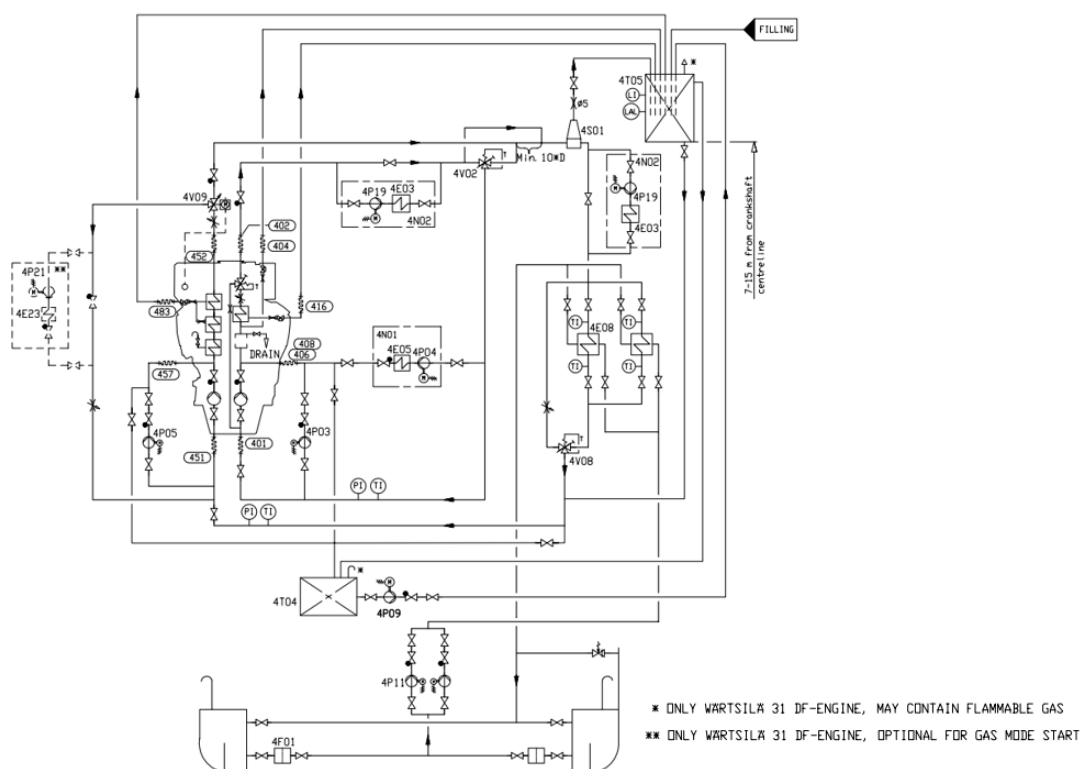 FILLING
*
4T05
LI
LAL
ø5
4S01
Min. 10*D
4V02
T
4N02
4P19
M
4E03
4P19
4E03
M
4N02
7-15 m from crankshaft
centreline
4V09
402
404
452
**
4P21
M
4E23
483
416
T
4N01
408
406
4E05
4P04
M
DRAIN
457
TI
TI
4E08
TI
TI
4P05
M
451
401
4P03
M
T
4V08
PI
TI
PI
TI
*
M
4T04
4P09
4P11
M
M
4F01
* ONLY WÄRTSILÄ 31 DF-ENGINE, MAY CONTAIN FLAMMABLE GAS
** ONLY WÄRTSILÄ 31 DF-ENGINE, OPTIONAL FOR GAS MODE START